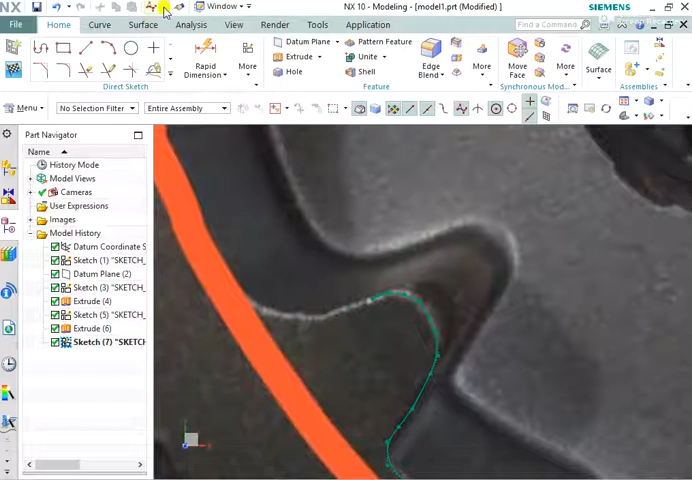 NX
Window
NX 10 - Modeling - [model1.prt (Modified) ]
SIEMENS
File
Home
Curve
Surface
Analysis
View
Render
Tools
Application
Find a Command
Rapid
Dimension
More
Direct Sketch
Datum Plane
Extrude
Hole
Pattern Feature
Unite
Shell
Edge
Blend
More
Feature
Move
Face
More
Synchronous Mod...
Surface
Assemblies
Menu
No Selection Filter
Entire Assembly
Part Navigator
Name
History Mode
Model Views
Cameras
User Expressions
Images
Model History
Datum Coordinate S
Sketch (1) "SKETCH_
Datum Plane (2)
Sketch (3) "SKETCH_
Extrude (4)
Sketch (5) "SKETCH_
Extrude (6)
Sketch (7) "SKETCH